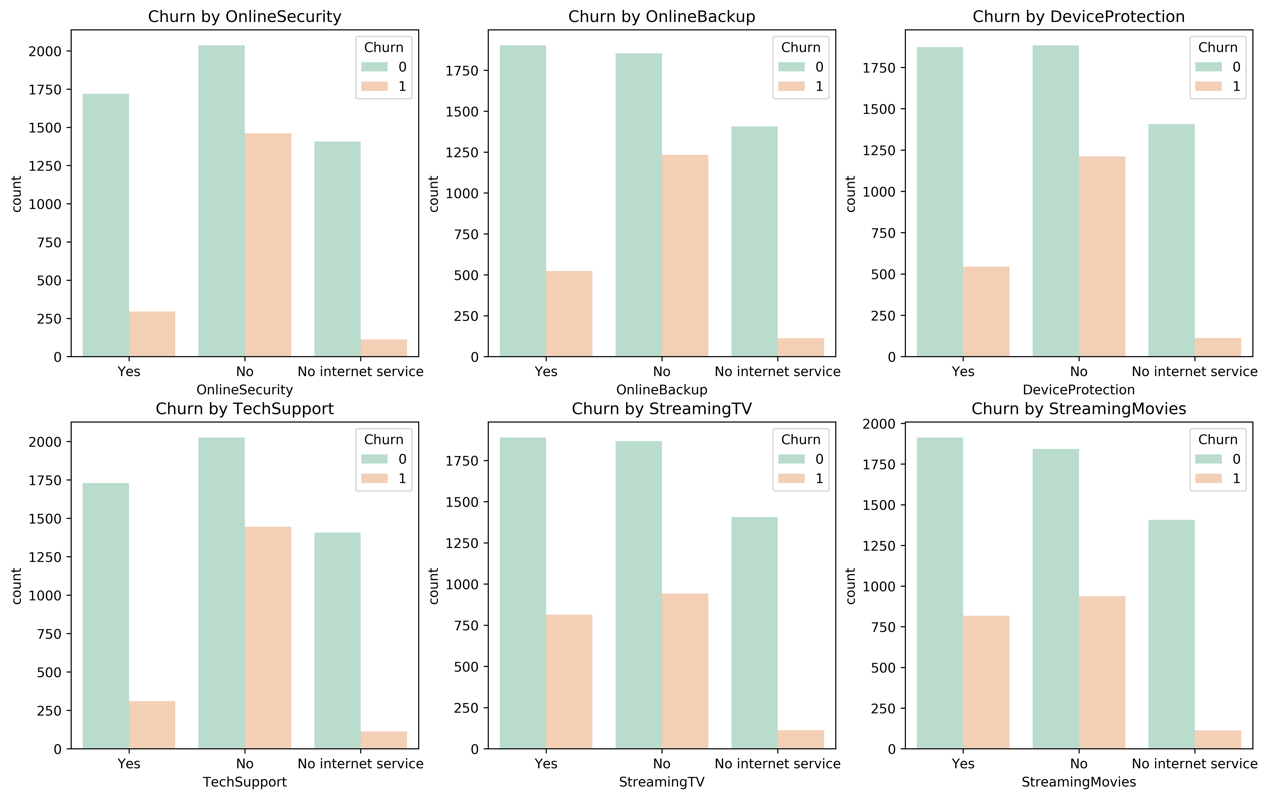 Churn by OnlineSecurity
2000
1750
1500
1250
1000
750
500
250
0
count
Churn
0
1
Yes No No internet service
OnlineSecurity
Churn by OnlineBackup
1750
1500
1250
1000
750
500
250
0
count
Churn
0
1
Yes No No internet service
OnlineBackup
Churn by DeviceProtection
1750
1500
1250
1000
750
500
250
0
count
Churn
0
1
Yes No No internet service
DeviceProtection
Churn by TechSupport
2000
1750
1500
1250
1000
750
500
250
0
count
Churn
0
1
Yes No No internet service
TechSupport
Churn by StreamingTV
1750
1500
1250
1000
750
500
250
0
count
Churn
0
1
Yes No No internet service
StreamingTV
Churn by StreamingMovies
2000
1750
1500
1250
1000
750
500
250
0
count
Churn
0
1
Yes No No internet service
StreamingMovies